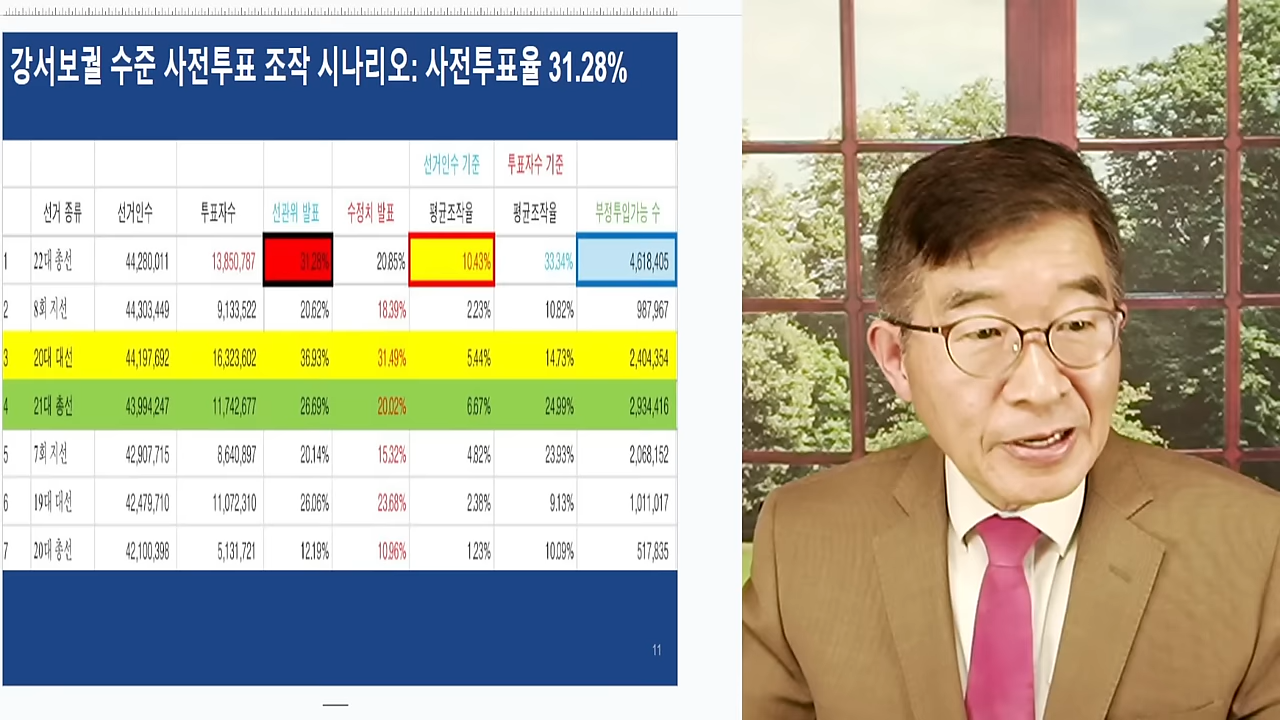 강서보궐 수준 사전투표 조작 시나리오: 사전투표율 31.28%
선거인수 기준 투표자수 기준
선거 종류 선거인수 투표자수 선관위 발표 수정치 발표 평균조작율 평균조작율 부정투입가능 수
1 22대 총선 44,280,011 13,850,787 31.28% 20.85% 10.43% 33.34% 4,618,405
2 8회 지선 44,303,449 9,133,522 20.62% 18.39% 2.23% 10.82% 987,967
3 20대 대선 44,197,692 16,323,602 36.93% 31.49% 5.44% 14.73% 2,404,354
4 21대 총선 43,994,247 11,742,677 26.69% 20.02% 6.67% 24.99% 2,934,416
5 7회 지선 42,907,715 8,640,897 20.14% 15.32% 4.82% 23.93% 2,068,152
6 19대 대선 42,479,710 11,072,310 26.06% 23.68% 2.38% 9.13% 1,011,017
7 20대 총선 42,100,398 5,131,721 12.19% 10.96% 1.23% 10.09% 517,835
11